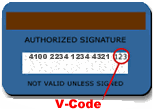 AUTHORIZED SIGNATURE
4100 2234 1234 4321 123
NOT VALID UNLESS SIGNED
V-Code